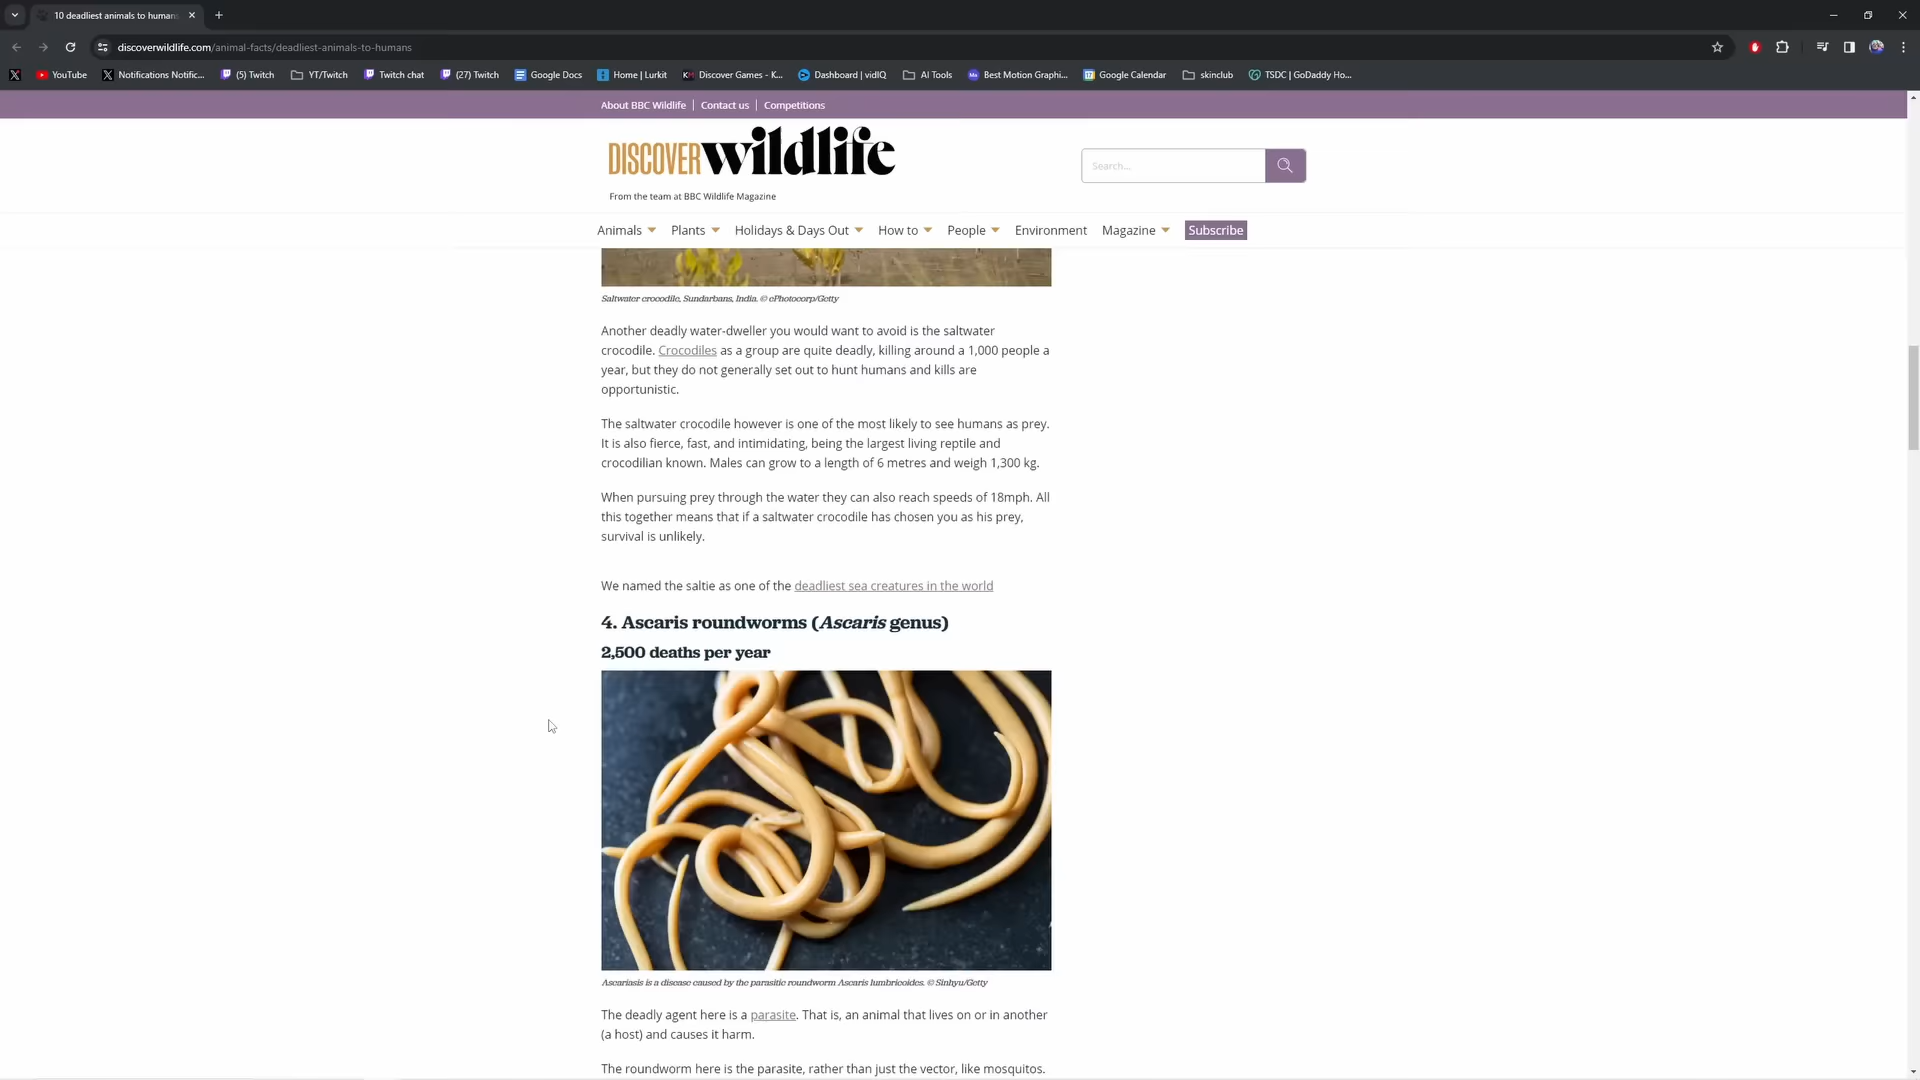 10 deadliest animals to human
discoverwildlife.com/animal-facts/deadliest-animals-to-humans
YouTube
Notifications Notific...
(5) Twitch
YT/Twitch
Twitch chat
(27) Twitch
Google Docs
Home | Lurkit
Discover Games - K...
Dashboard | vidIQ
AI Tools
Best Motion Graphi...
Google Calendar
skinclub
TSDC | GoDaddy Ho...
About BBC Wildlife | Contact us | Competitions
DISCOVER wildlife
Search...
From the team at BBC Wildlife Magazine
Animals Plants Holidays & Days Out How to People Environment Magazine Subscribe
Saltwater crocodile, Sundarbans, India. © ePhotocorp/Getty
Another deadly water-dweller you would want to avoid is the saltwater
crocodile. Crocodiles as a group are quite deadly, killing around a 1,000 people a
year, but they do not generally set out to hunt humans and kills are
opportunistic.
The saltwater crocodile however is one of the most likely to see humans as prey.
It is also fierce, fast, and intimidating, being the largest living reptile and
crocodilian known. Males can grow to a length of 6 metres and weigh 1,300 kg.
When pursuing prey through the water they can also reach speeds of 18mph. All
this together means that if a saltwater crocodile has chosen you as his prey,
survival is unlikely.
We named the saltie as one of the deadliest sea creatures in the world
4. Ascaris roundworms (Ascaris genus)
2,500 deaths per year
Ascariasis is a disease caused by the parasitic roundworm Ascaris lumbricoides. © Sinhyu/Getty
The deadly agent here is a parasite. That is, an animal that lives on or in another
(a host) and causes it harm.
The roundworm here is the parasite, rather than just the vector, like mosquitos.